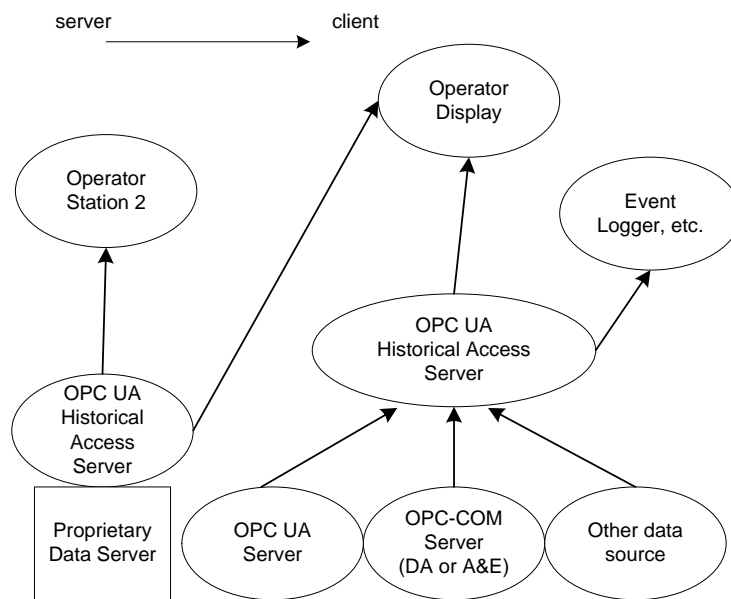 server
client
Operator
Display
Operator
Station 2
Event
Logger, etc.
OPC UA
Historical Access
Server
OPC UA
Historical
Access
Server
Proprietary
Data Server
OPC UA
Server
OPC-COM
Server
(DA or A&E)
Other data
source